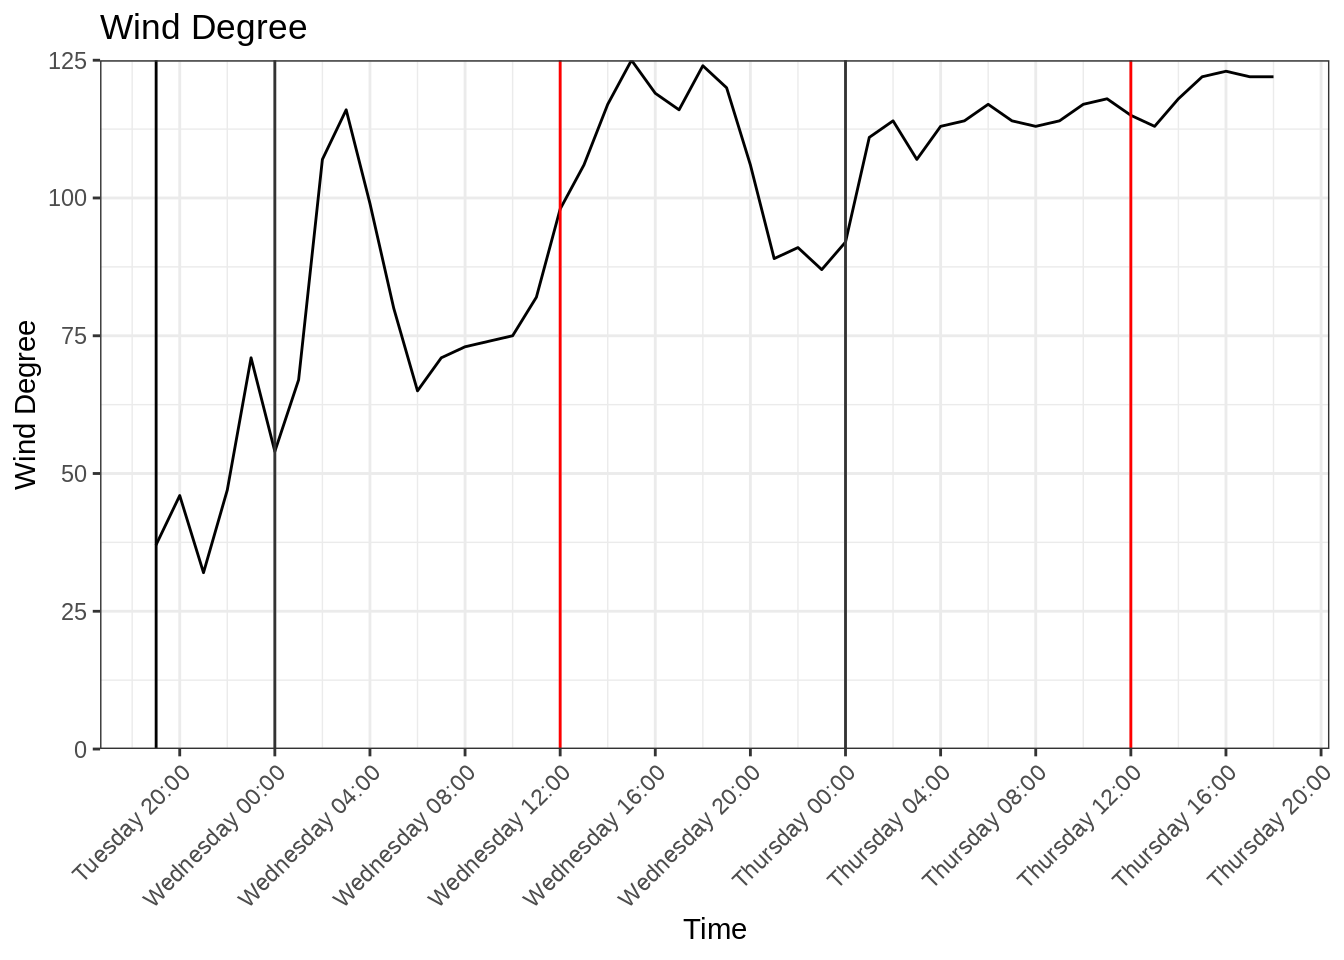 Wind Degree
Wind Degree
125
100
75
50
25
0
Tuesday 20:00
Wednesday 00:00
Wednesday 04:00
Wednesday 08:00
Wednesday 12:00
Wednesday 16:00
Wednesday 20:00
Thursday 00:00
Thursday 04:00
Thursday 08:00
Thursday 12:00
Thursday 16:00
Thursday 20:00
Time